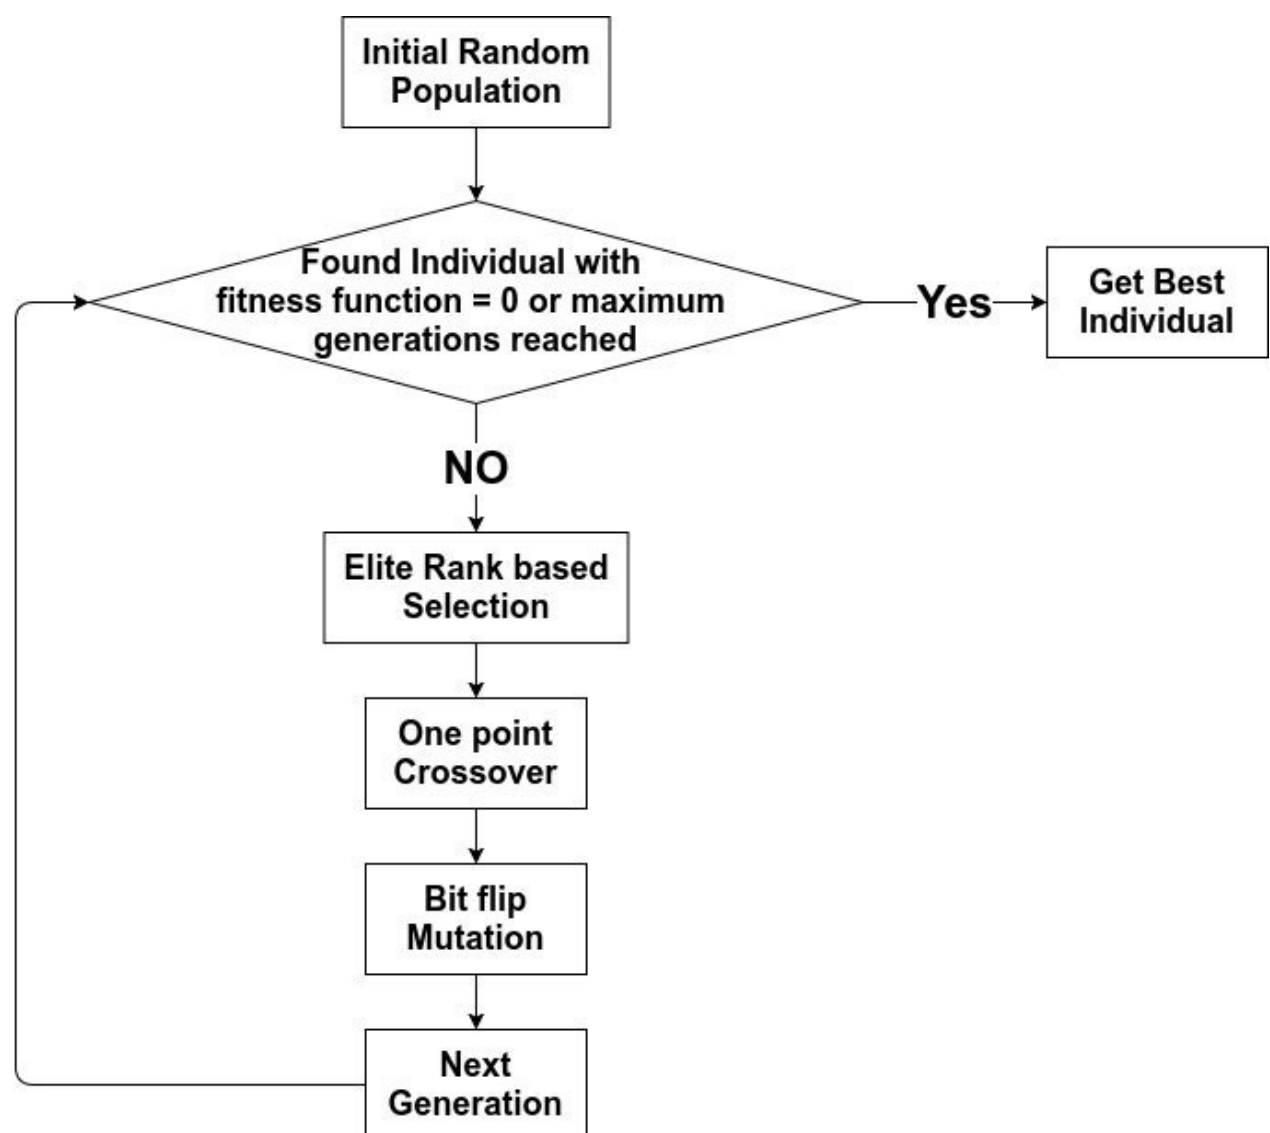 Initial Random
Population
Found Individual with
fitness function = 0 or maximum
generations reached
Yes
Get Best
Individual
NO
Elite Rank based
Selection
One point
Crossover
Bit flip
Mutation
Next
Generation